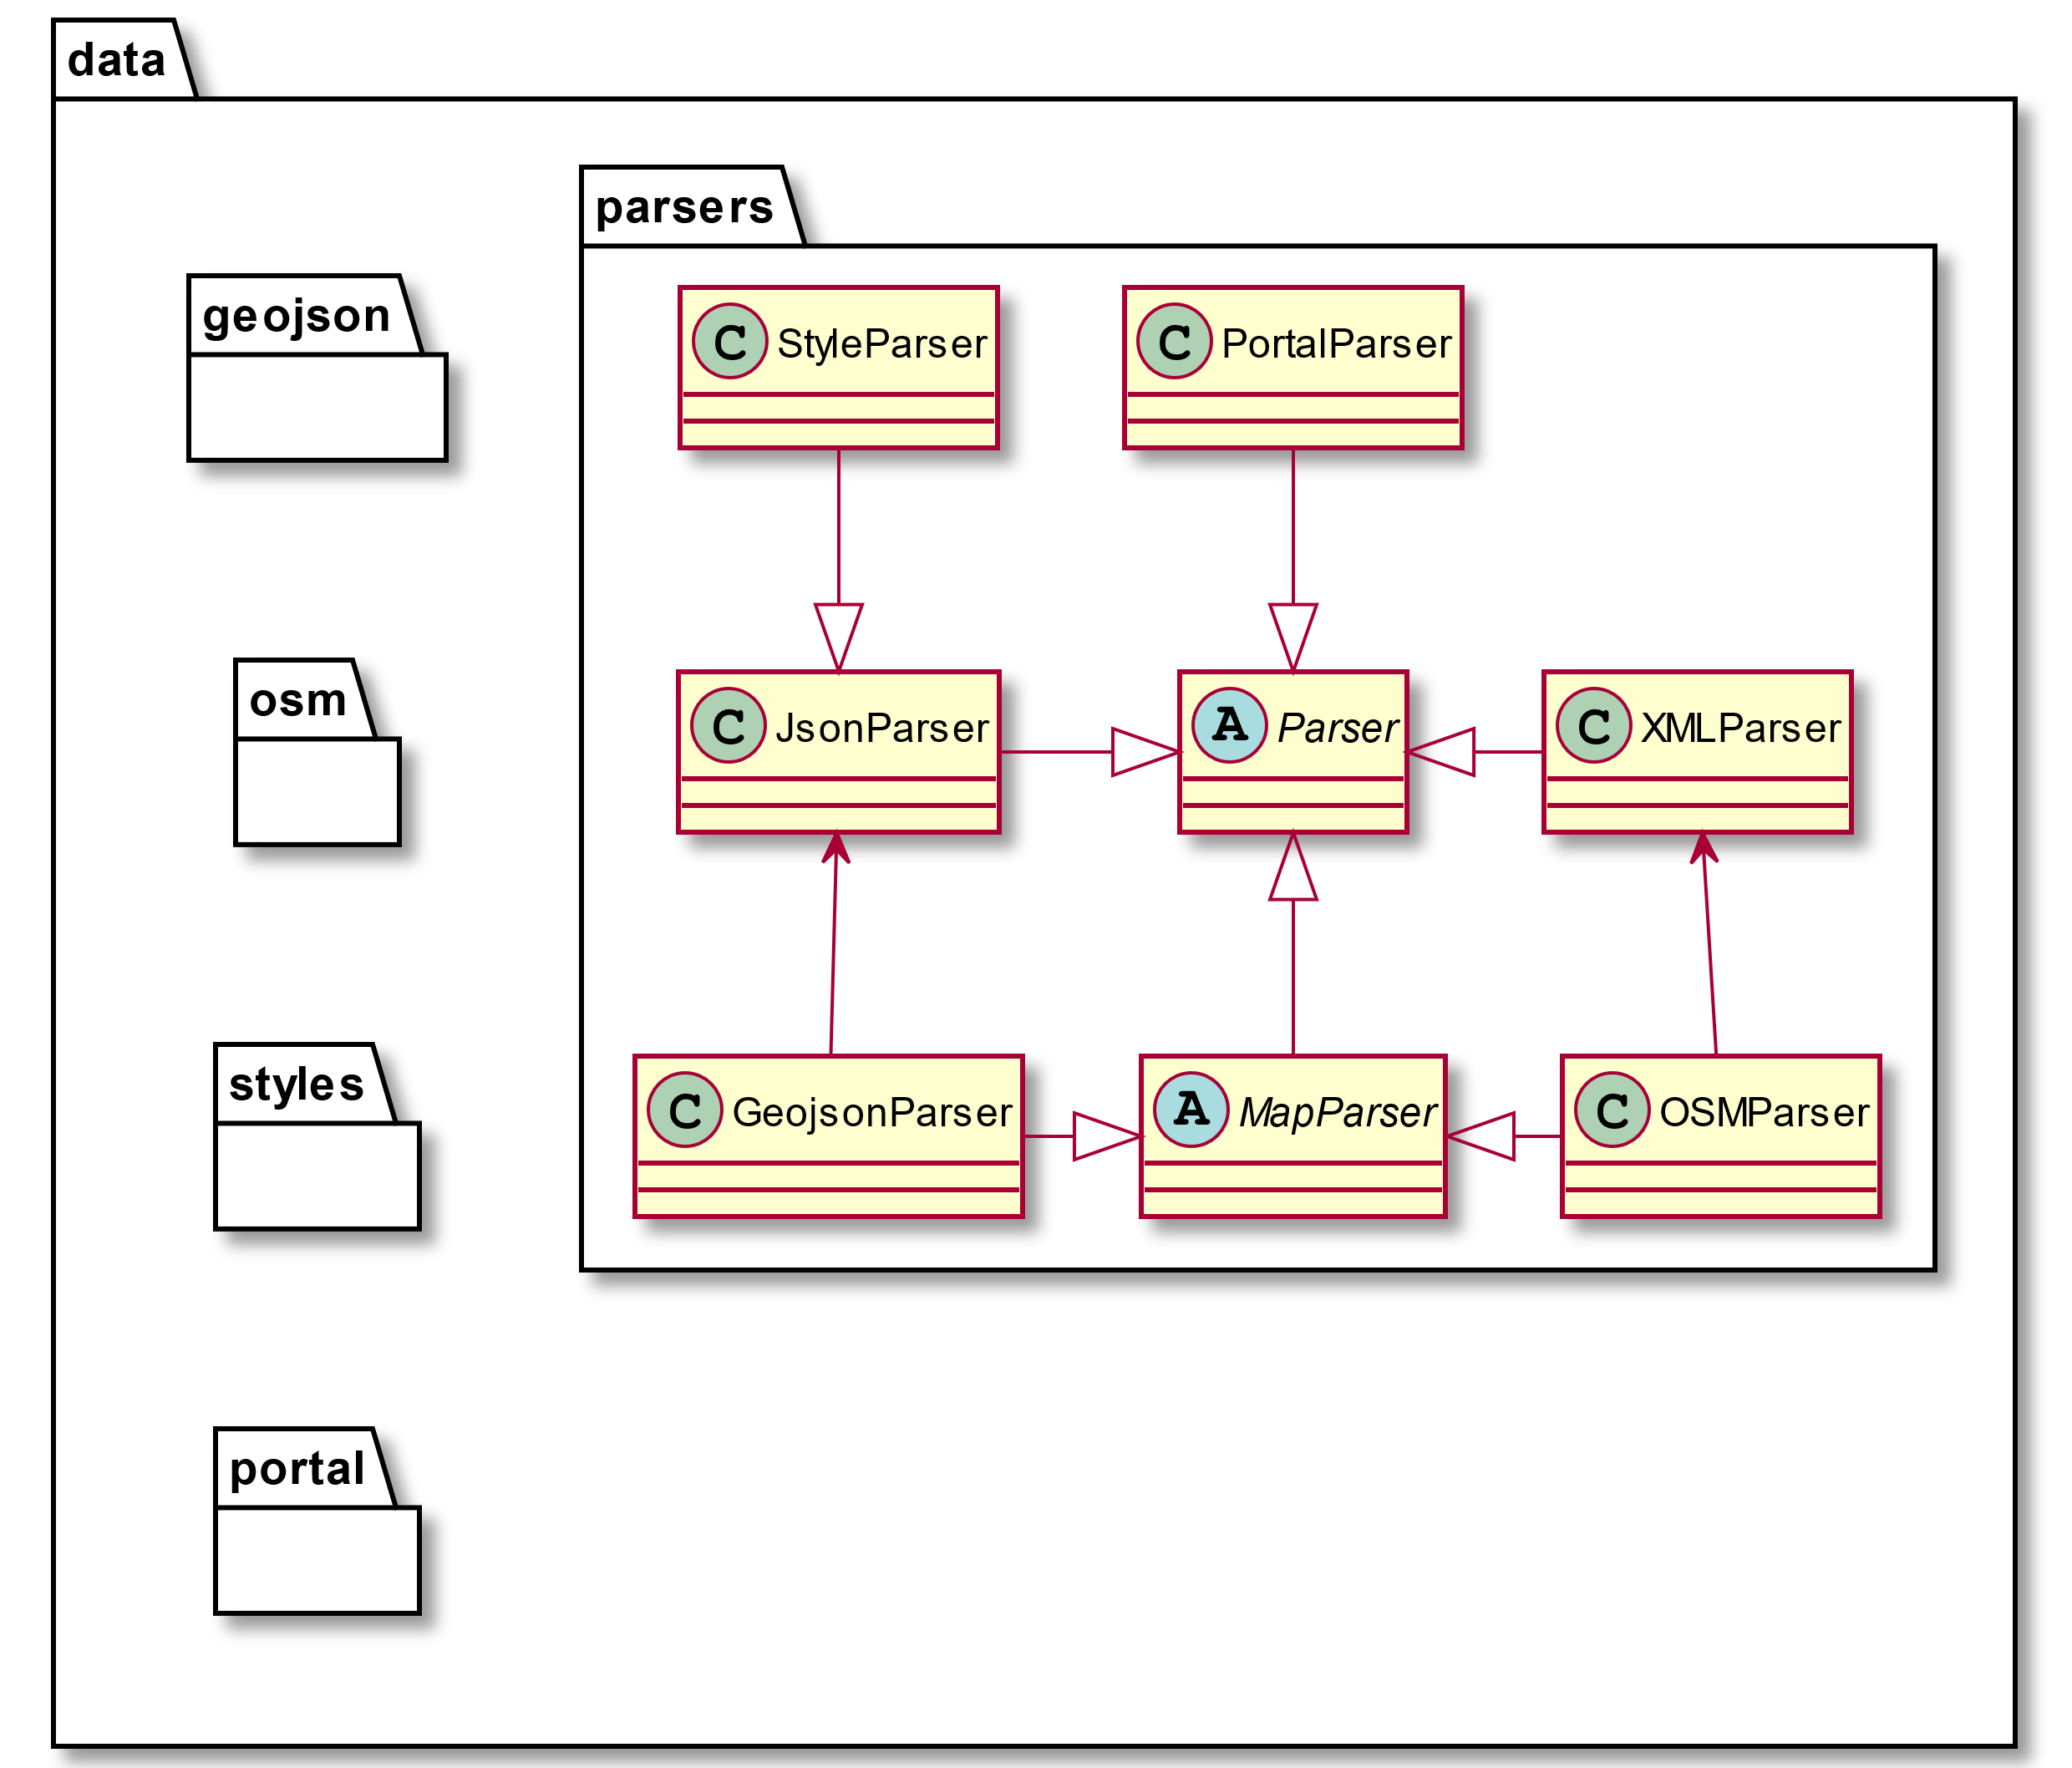 data
parsers
geojson
C StyleParser
C PortalParser
osm
C JsonParser
A Parser
C XMLParser
styles
C GeojsonParser
A MapParser
C OSMParser
portal